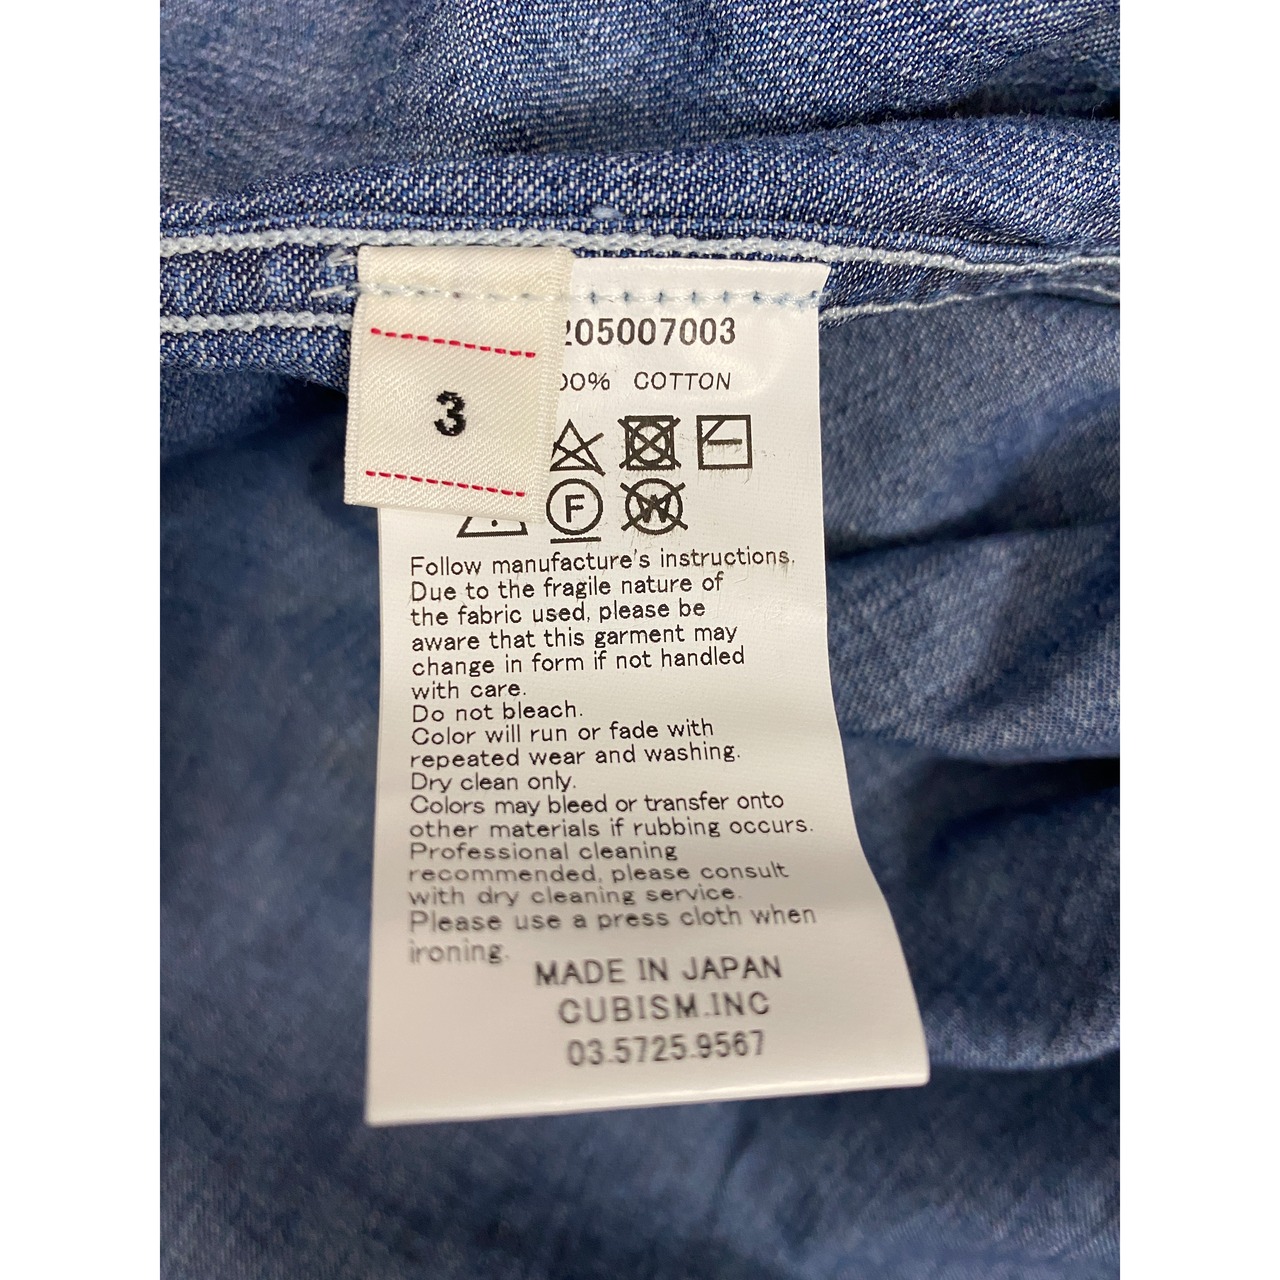 3
205007003
00% COTTON
F
W
Follow manufacture's instructions.
Due to the fragile nature of
the fabric used, please be
aware that this garment may
change in form if not handled
with care.
Do not bleach.
Color will run or fade with
repeated wear and washing.
Dry clean only.
Colors may bleed or transfer onto
other materials if rubbing occurs.
Professional cleaning
recommended, please consult
with dry cleaning service.
Please use a press cloth when
ironing.
MADE IN JAPAN
CUBISM.INC
03.5725.9567